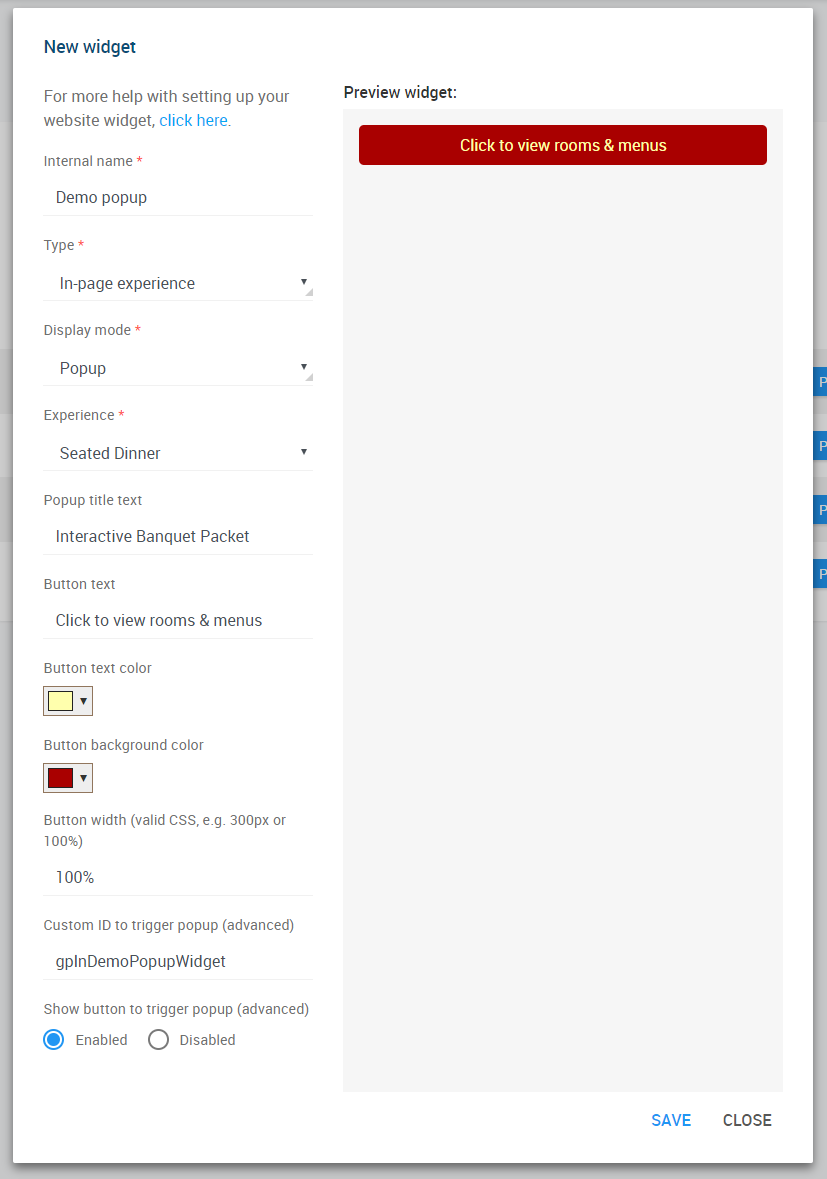 New widget
For more help with setting up your
website widget, click here.
Internal name *
Demo popup
Type *
In-page experience
Display mode *
Popup
Experience *
Seated Dinner
Popup title text
Interactive Banquet Packet
Button text
Click to view rooms & menus
Button text color
Button background color
Button width (valid CSS, e.g. 300px or
100%)
100%
Custom ID to trigger popup (advanced)
gpInDemoPopupWidget
Show button to trigger popup (advanced)
Enabled Disabled
Preview widget:
Click to view rooms & menus
SAVE CLOSE
P
P
P
P